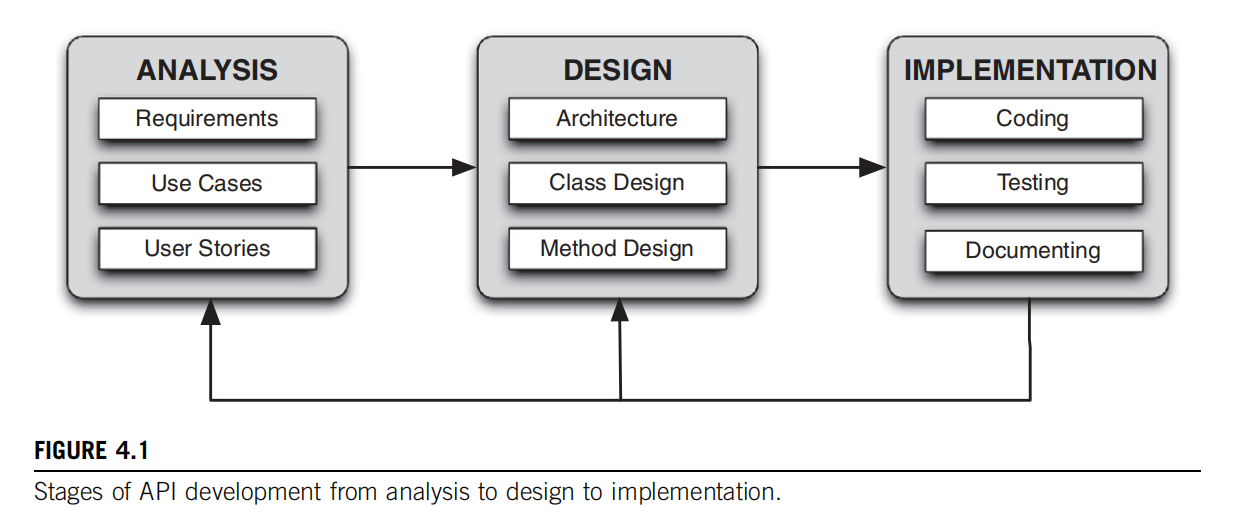 ANALYSIS
Requirements
Use Cases
User Stories
DESIGN
Architecture
Class Design
Method Design
IMPLEMENTATION
Coding
Testing
Documenting
FIGURE 4.1
Stages of API development from analysis to design to implementation.